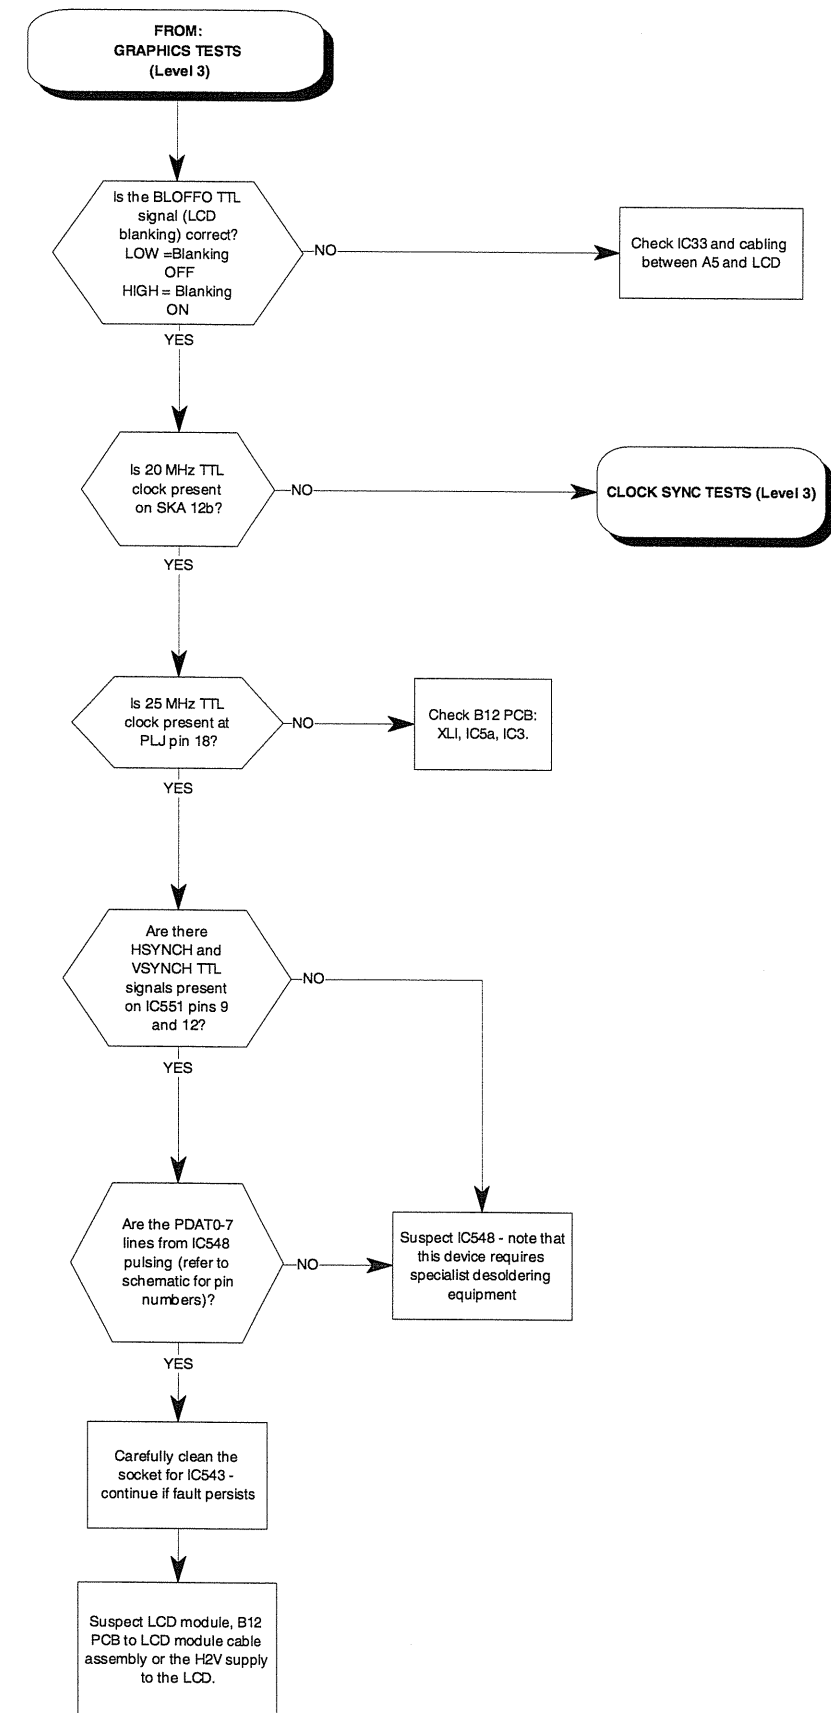 FROM:
GRAPHICS TESTS
(Level 3)
Is the BLOFFO TTL
signal (LCD
blanking) correct?
LOW =Blanking
OFF
HIGH = Blanking
ON
NO
Check IC33 and cabling
between A5 and LCD
YES
Is 20 MHz TTL
clock present
on SKA 12b?
NO
CLOCK SYNC TESTS (Level 3)
YES
Is 25 MHz TTL
clock present at
PLJ pin 18?
NO
Check B12 PCB:
XLI, IC5a, IC3.
YES
Are there
HSYNCH and
VSYNCH TTL
signals present
on IC551 pins 9
and 12?
NO
YES
Are the PDAT0-7
lines from IC548
pulsing (refer to
schematic for pin
numbers)?
NO
Suspect IC548 - note that
this device requires
specialist desoldering
equipment
YES
Carefully clean the
socket for IC543 -
continue if fault persists
Suspect LCD module, B12
PCB to LCD module cable
assembly or the H2V supply
to the LCD.